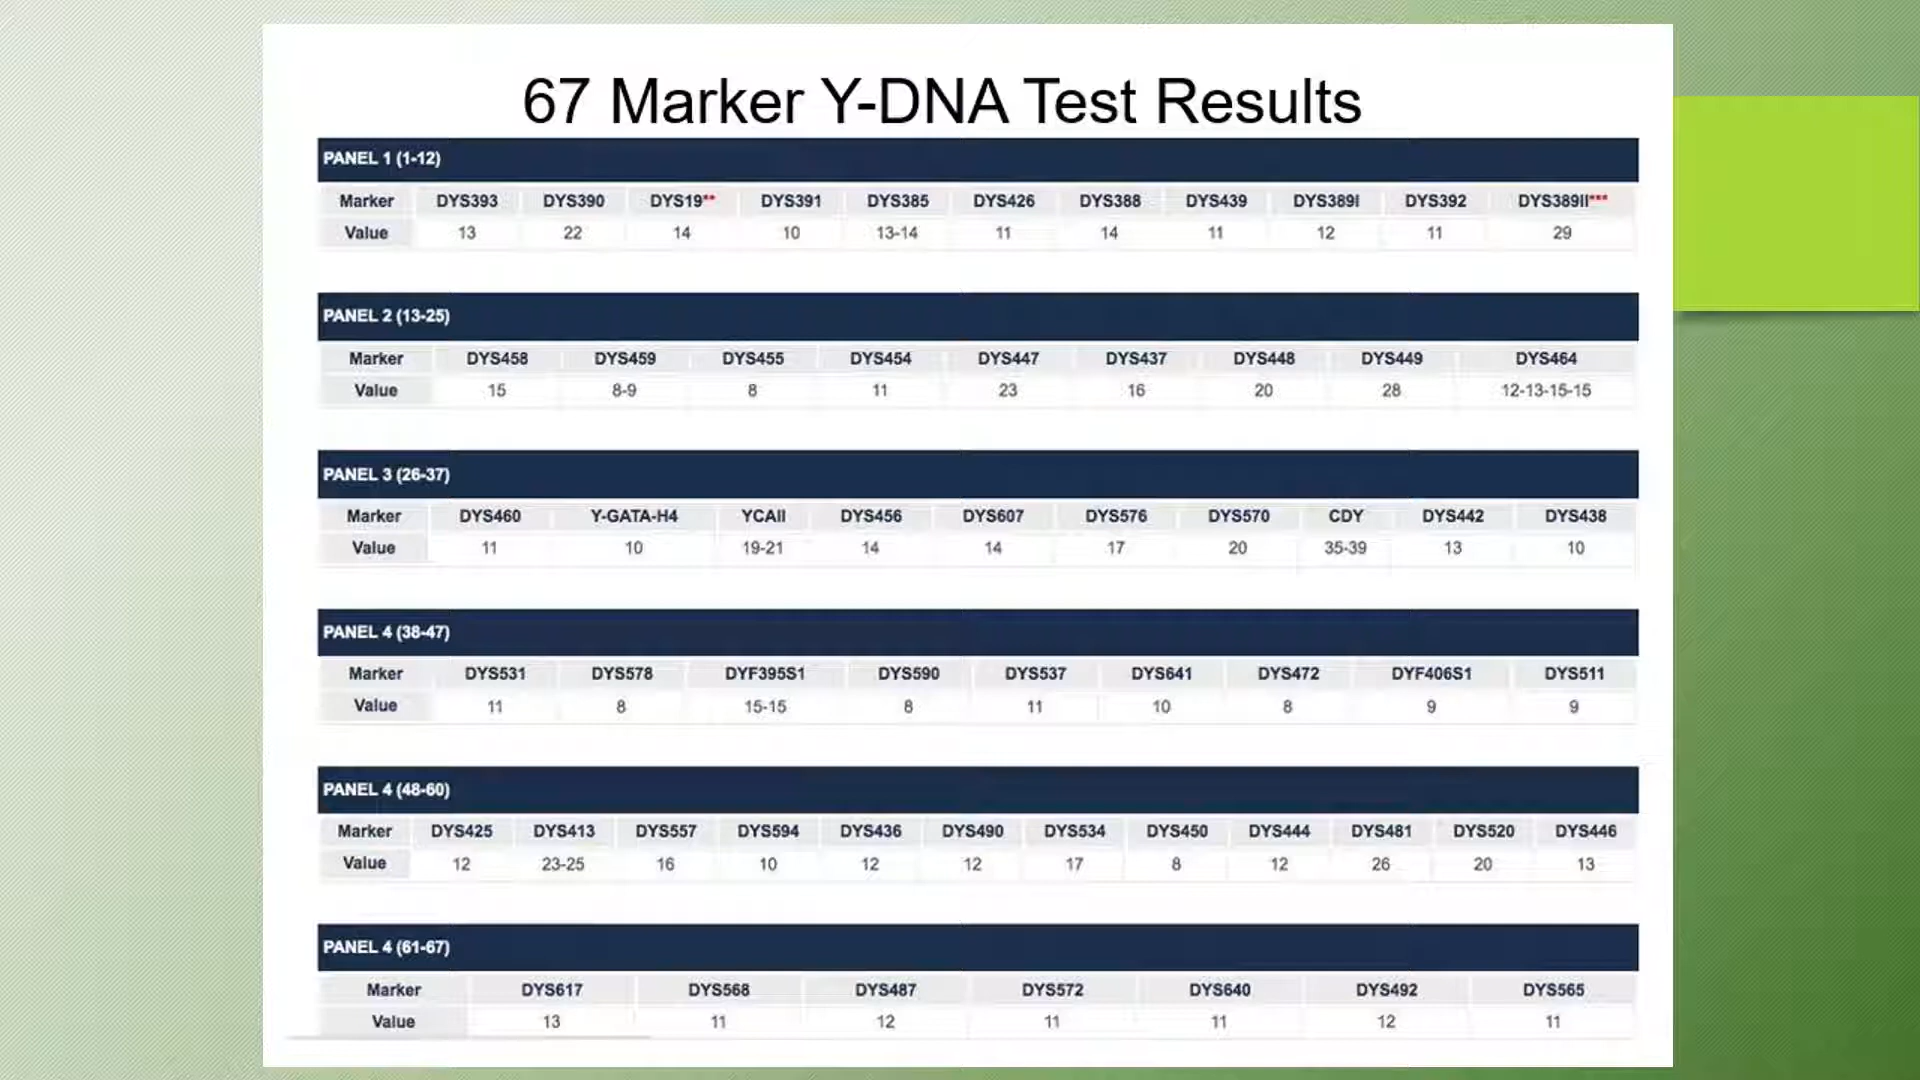 67 Marker Y-DNA Test Results
PANEL 1 (1-12)
Marker DYS393 DYS390 DYS19** DYS391 DYS385 DYS426 DYS388 DYS439 DYS389I DYS392 DYS389II***
Value 13 22 14 10 13-14 11 14 11 12 11 29
PANEL 2 (13-25)
Marker DYS458 DYS459 DYS455 DYS454 DYS447 DYS437 DYS448 DYS449 DYS464
Value 15 8-9 8 11 23 16 20 28 12-13-15-15
PANEL 3 (26-37)
Marker DYS460 Y-GATA-H4 YCAII DYS456 DYS607 DYS576 DYS570 CDY DYS442 DYS438
Value 11 10 19-21 14 14 17 20 35-39 13 10
PANEL 4 (38-47)
Marker DYS531 DYS578 DYF395S1 DYS590 DYS537 DYS641 DYS472 DYF406S1 DYS511
Value 11 8 15-15 8 11 10 8 9 9
PANEL 4 (48-60)
Marker DYS425 DYS413 DYS557 DYS594 DYS436 DYS490 DYS534 DYS450 DYS444 DYS481 DYS520 DYS446
Value 12 23-25 16 10 12 12 17 8 12 26 20 13
PANEL 4 (61-67)
Marker DYS617 DYS568 DYS487 DYS572 DYS640 DYS492 DYS565
Value 13 11 12 11 11 12 11